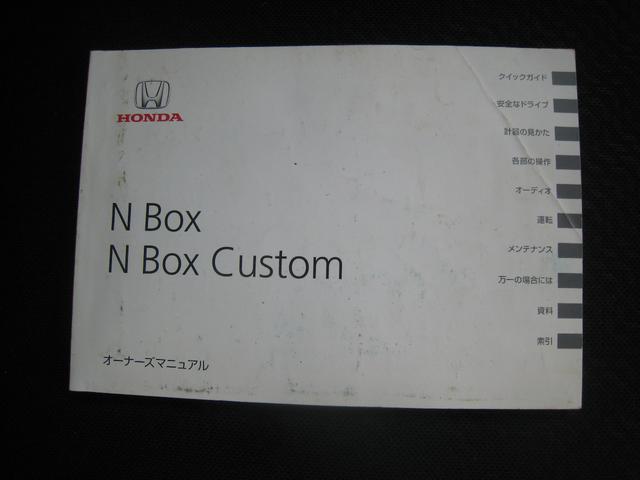 HONDA
N Box
N Box Custom
オーナーズマニュアル
クイックガイド
安全なドライブ
計器の見かた
各部の操作
オーディオ
運転
メンテナンス
万一の場合には
資料
索引